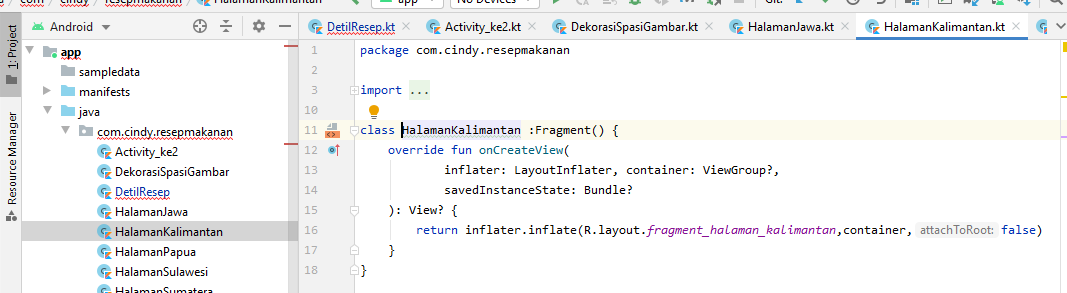 com cindy resepmakanan HalamanKalimantan app No Devices
Android
DetilResep.kt Activity_ke2.kt DekorasiSpasiGambar.kt HalamanJawa.kt HalamanKalimantan.kt
1: Project
Resource Manager
app
sampledata
manifests
java
com.cindy.resepmakanan
Activity_ke2
DekorasiSpasiGambar
DetilResep
HalamanJawa
HalamanKalimantan
HalamanPapua
HalamanSulawesi
HalamanSumatera
1 package com.cindy.resepmakanan
2
3 import ...
10
11 class HalamanKalimantan :Fragment() {
12 override fun onCreateView(
13 inflater: LayoutInflater, container: ViewGroup?,
14 savedInstanceState: Bundle?
15 ): View? {
16 return inflater.inflate(R.layout.fragment_halaman_kalimantan,container, attachToRoot: false)
17 }
18 }